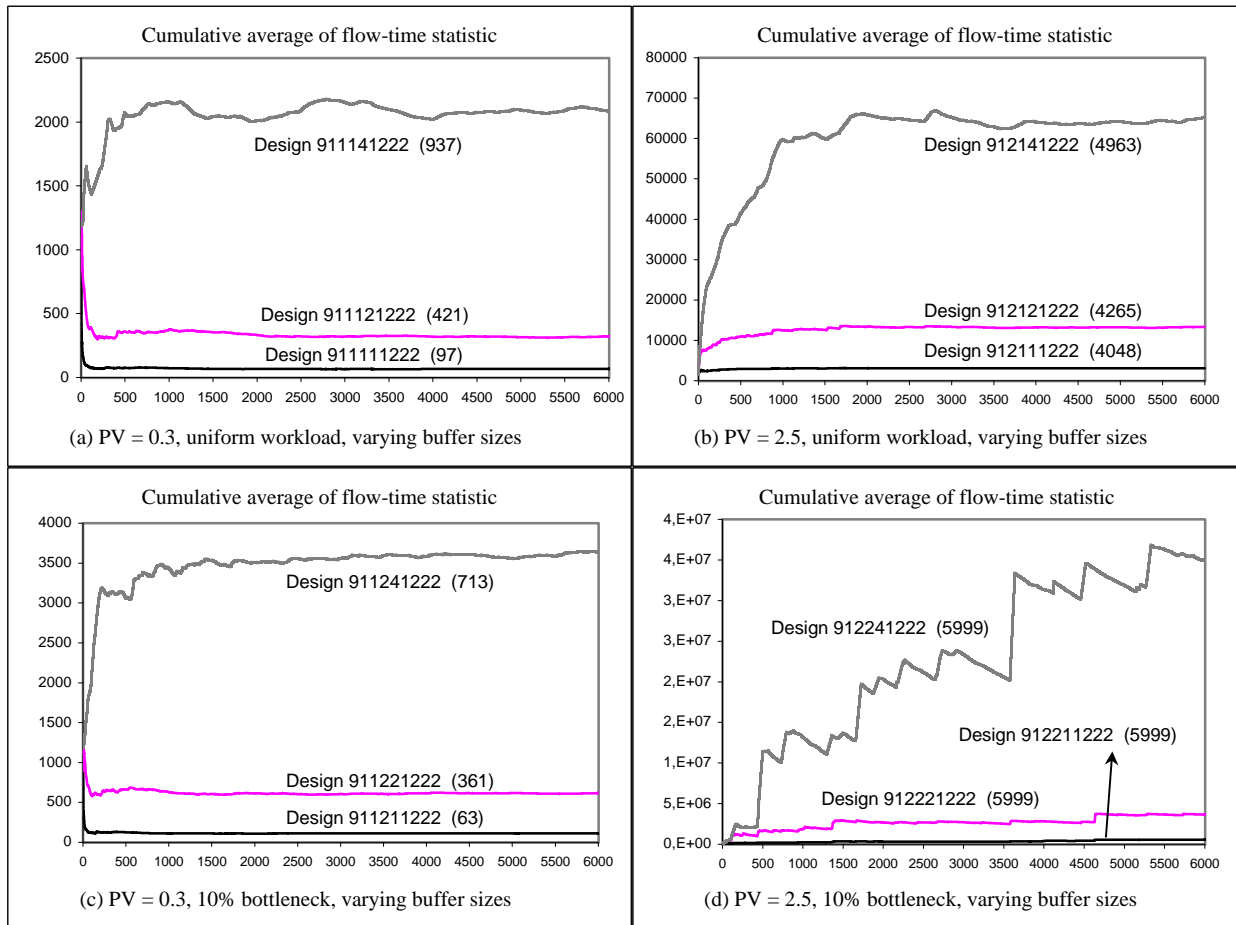 Cumulative average of flow-time statistic
2500
2000
1500
1000
500
0
Design 911141222 (937)
Design 911121222 (421)
Design 911111222 (97)
0 500 1000 1500 2000 2500 3000 3500 4000 4500 5000 5500 6000
(a) PV = 0.3, uniform workload, varying buffer sizes
Cumulative average of flow-time statistic
80000
70000
60000
50000
40000
30000
20000
10000
0
Design 912141222 (4963)
Design 912121222 (4265)
Design 912111222 (4048)
0 500 1000 1500 2000 2500 3000 3500 4000 4500 5000 5500 6000
(b) PV = 2.5, uniform workload, varying buffer sizes
Cumulative average of flow-time statistic
4000
3500
3000
2500
2000
1500
1000
500
0
Design 911241222 (713)
Design 911221222 (361)
Design 911211222 (63)
0 500 1000 1500 2000 2500 3000 3500 4000 4500 5000 5500 6000
(c) PV = 0.3, 10% bottleneck, varying buffer sizes
Cumulative average of flow-time statistic
4,E+07
4,E+07
3,E+07
3,E+07
2,E+07
2,E+07
1,E+07
5,E+06
0,E+00
Design 912241222 (5999)
Design 912211222 (5999)
Design 912221222 (5999)
0 500 1000 1500 2000 2500 3000 3500 4000 4500 5000 5500 6000
(d) PV = 2.5, 10% bottleneck, varying buffer sizes